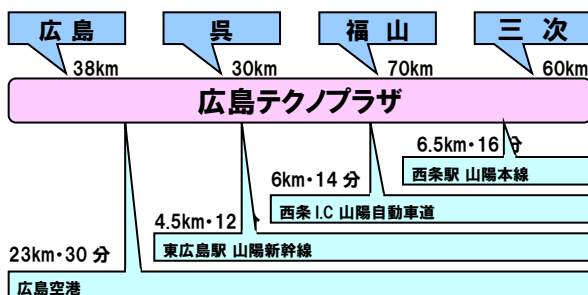 広島 呉 福山 三次
38km 30km 70km 60km
広島テクノプラザ
6.5km・16 分
西条駅 山陽本線
6km・14 分
西条 I.C 山陽自動車道
4.5km・12
東広島駅 山陽新幹線
23km・30 分
広島空港